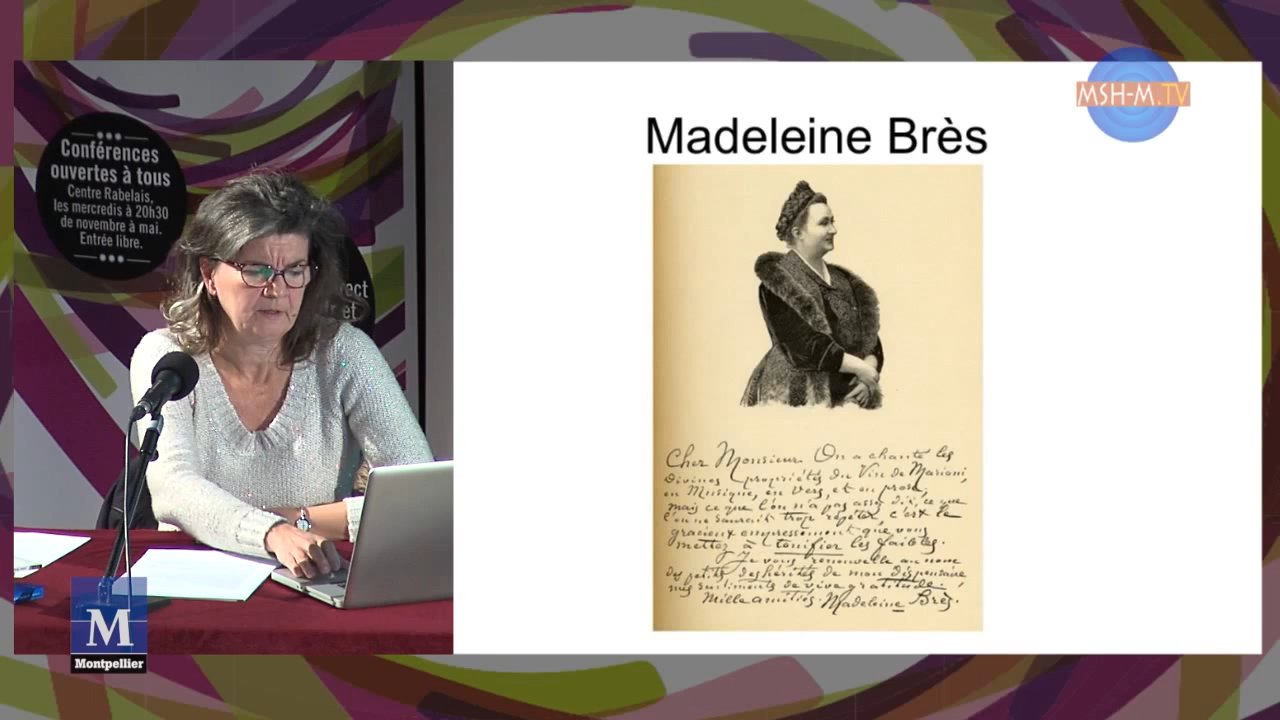 Conférences
ouvertes à tous
Centre Rabelais,
les mercredis à 20h30
de novembre à mai.
Entrée libre.
ect
et
M
Montpellier
MSH-M.TV
Madeleine Brès
Cher Monsieur. On a chanté les
Divines propriétés du Vin de Mariani,
en Musique, en Vers, et en prose,
mais ce que l'on n'a pas assez dit, ce que
l'on ne saurait trop répéter, c'est le
gracieux empressement que vous
mettez à tonifier les faibles.
Je vous renouvelle au nom
des petits déshérités de mon dispensaire
mes sentiments de vive gratitude.
Mille amitiés. Madeleine Brès.